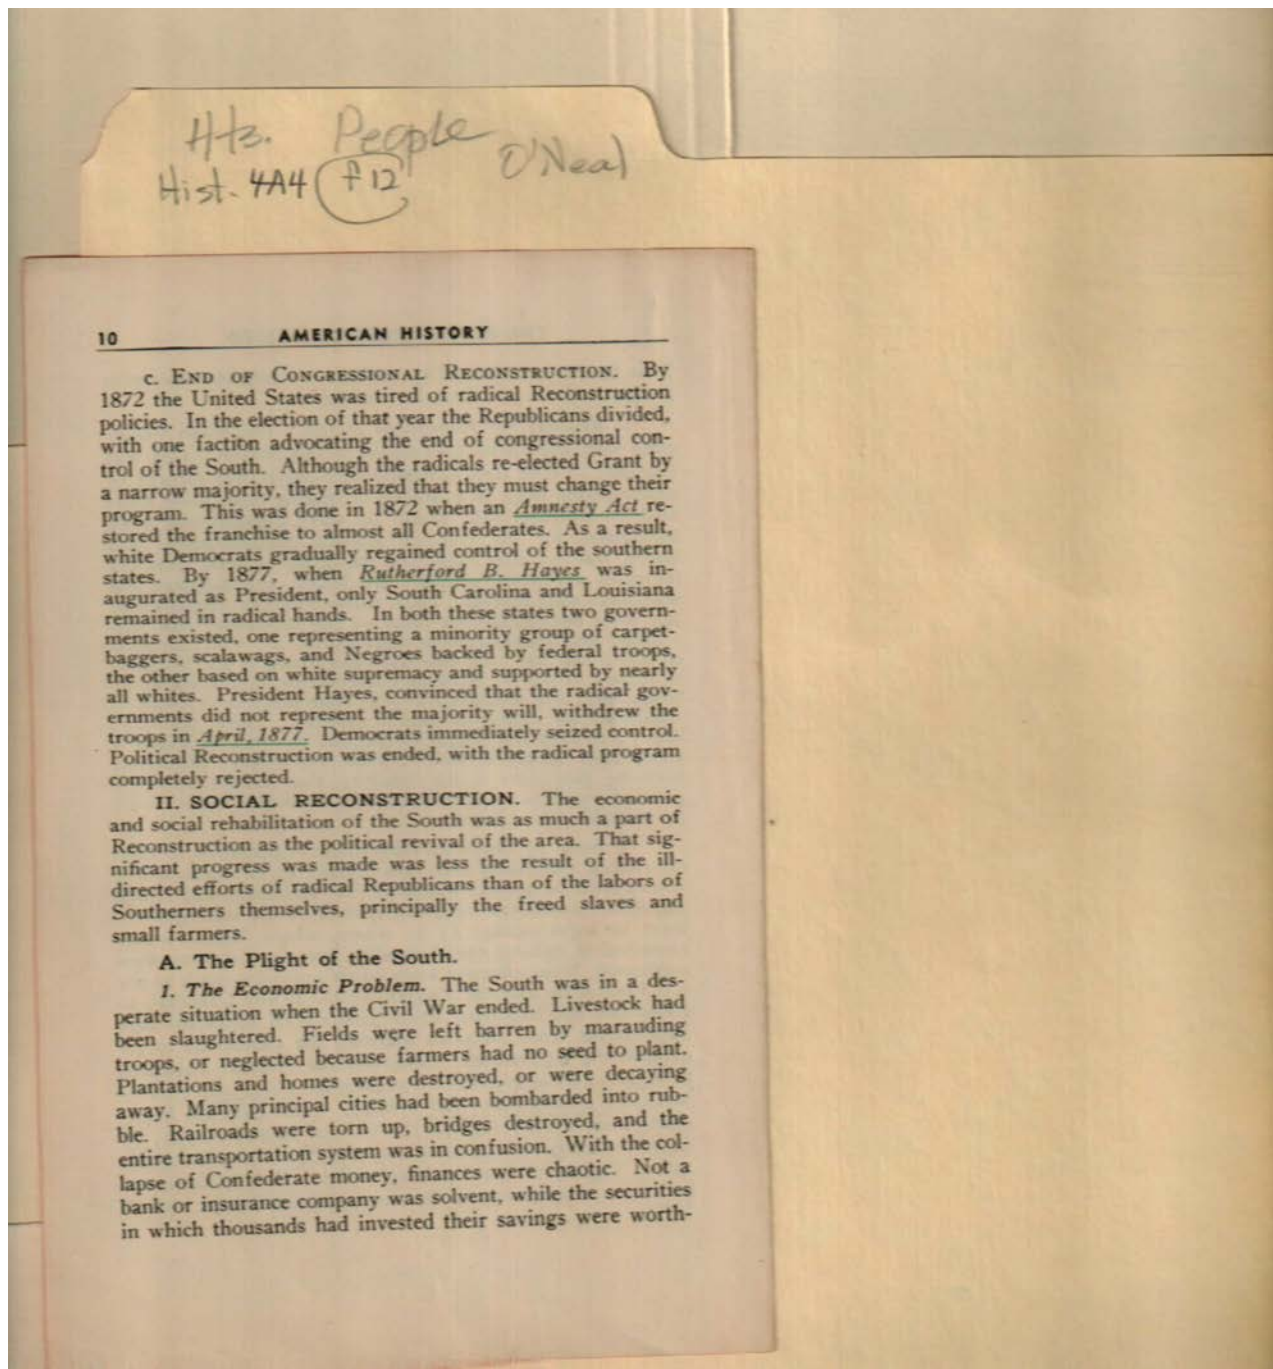 Hts. People O'Neal
Hist. 4A4 f12
10 AMERICAN HISTORY
C. END OF CONGRESSIONAL RECONSTRUCTION. By
1872 the United States was tired of radical Reconstruction
policies. In the election of that year the Republicans divided,
with one faction advocating the end of congressional con-
trol of the South. Although the radicals re-elected Grant by
a narrow majority, they realized that they must change their
program. This was done in 1872 when an Amnesty Act re-
stored the franchise to almost all Confederates. As a result,
white Democrats gradually regained control of the southern
states. By 1877, when Rutherford B. Hayes was in-
augurated as President, only South Carolina and Louisiana
remained in radical hands. In both these states two govern-
ments existed, one representing a minority group of carpet-
baggers, scalawags, and Negroes backed by federal troops,
the other based on white supremacy and supported by nearly
all whites. President Hayes, convinced that the radical gov-
ernments did not represent the majority will, withdrew the
troops in April, 1877. Democrats immediately seized control.
Political Reconstruction was ended, with the radical program
completely rejected.
II. SOCIAL RECONSTRUCTION. The economic
and social rehabilitation of the South was as much a part of
Reconstruction as the political revival of the area. That sig-
nificant progress was made was less the result of the ill-
directed efforts of radical Republicans than of the labors of
Southerners themselves, principally the freed slaves and
small farmers.
A. The Plight of the South.
1. The Economic Problem. The South was in a des-
perate situation when the Civil War ended. Livestock had
been slaughtered. Fields were left barren by marauding
troops, or neglected because farmers had no seed to plant.
Plantations and homes were destroyed, or were decaying
away. Many principal cities had been bombarded into rub-
ble. Railroads were torn up, bridges destroyed, and the
entire transportation system was in confusion. With the col-
lapse of Confederate money, finances were chaotic. Not a
bank or insurance company was solvent, while the securities
in which thousands had invested their savings were worth-